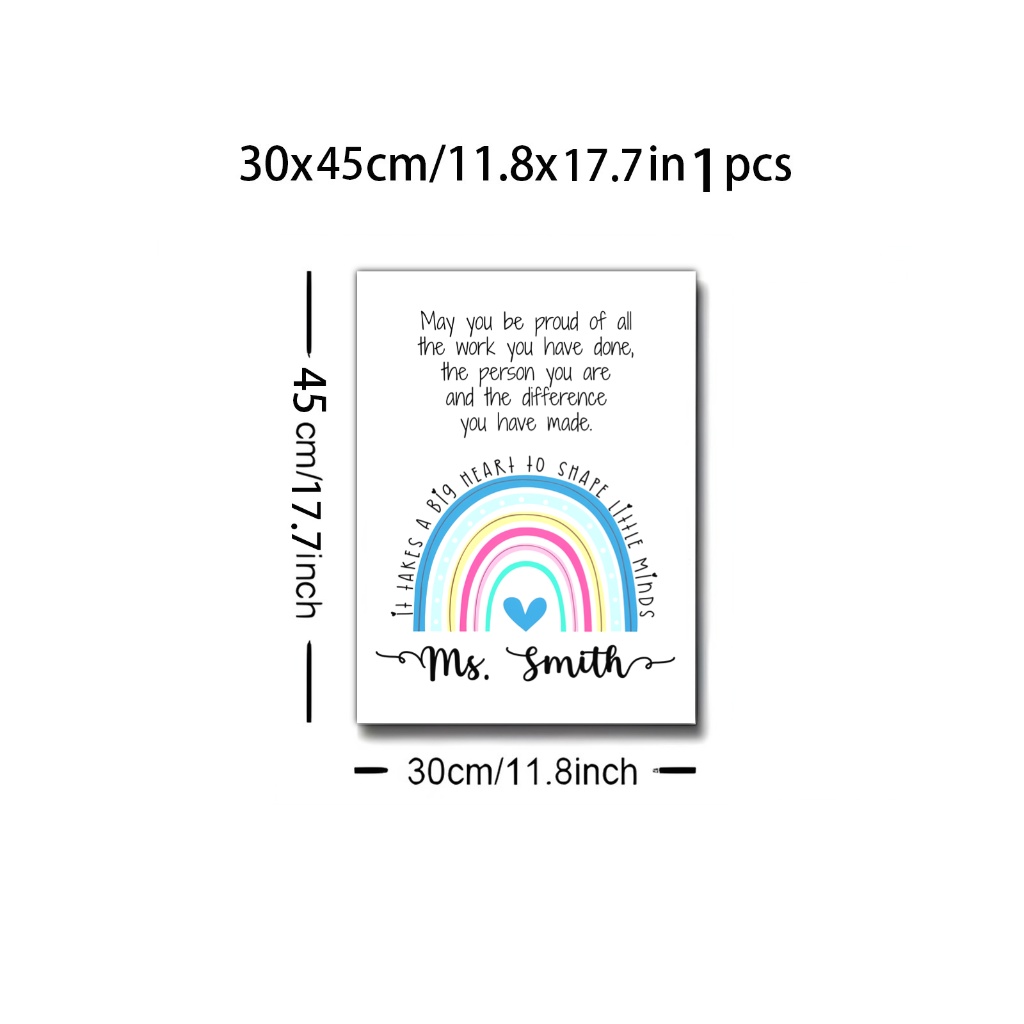 30x45cm/11.8x17.7in 1 pcs
May you be proud of all
the work you have done,
the person you are
and the difference
you have made.
It takes a big heart to shape little minds
Ms. Smith
45cm/17.7inch
30cm/11.8inch